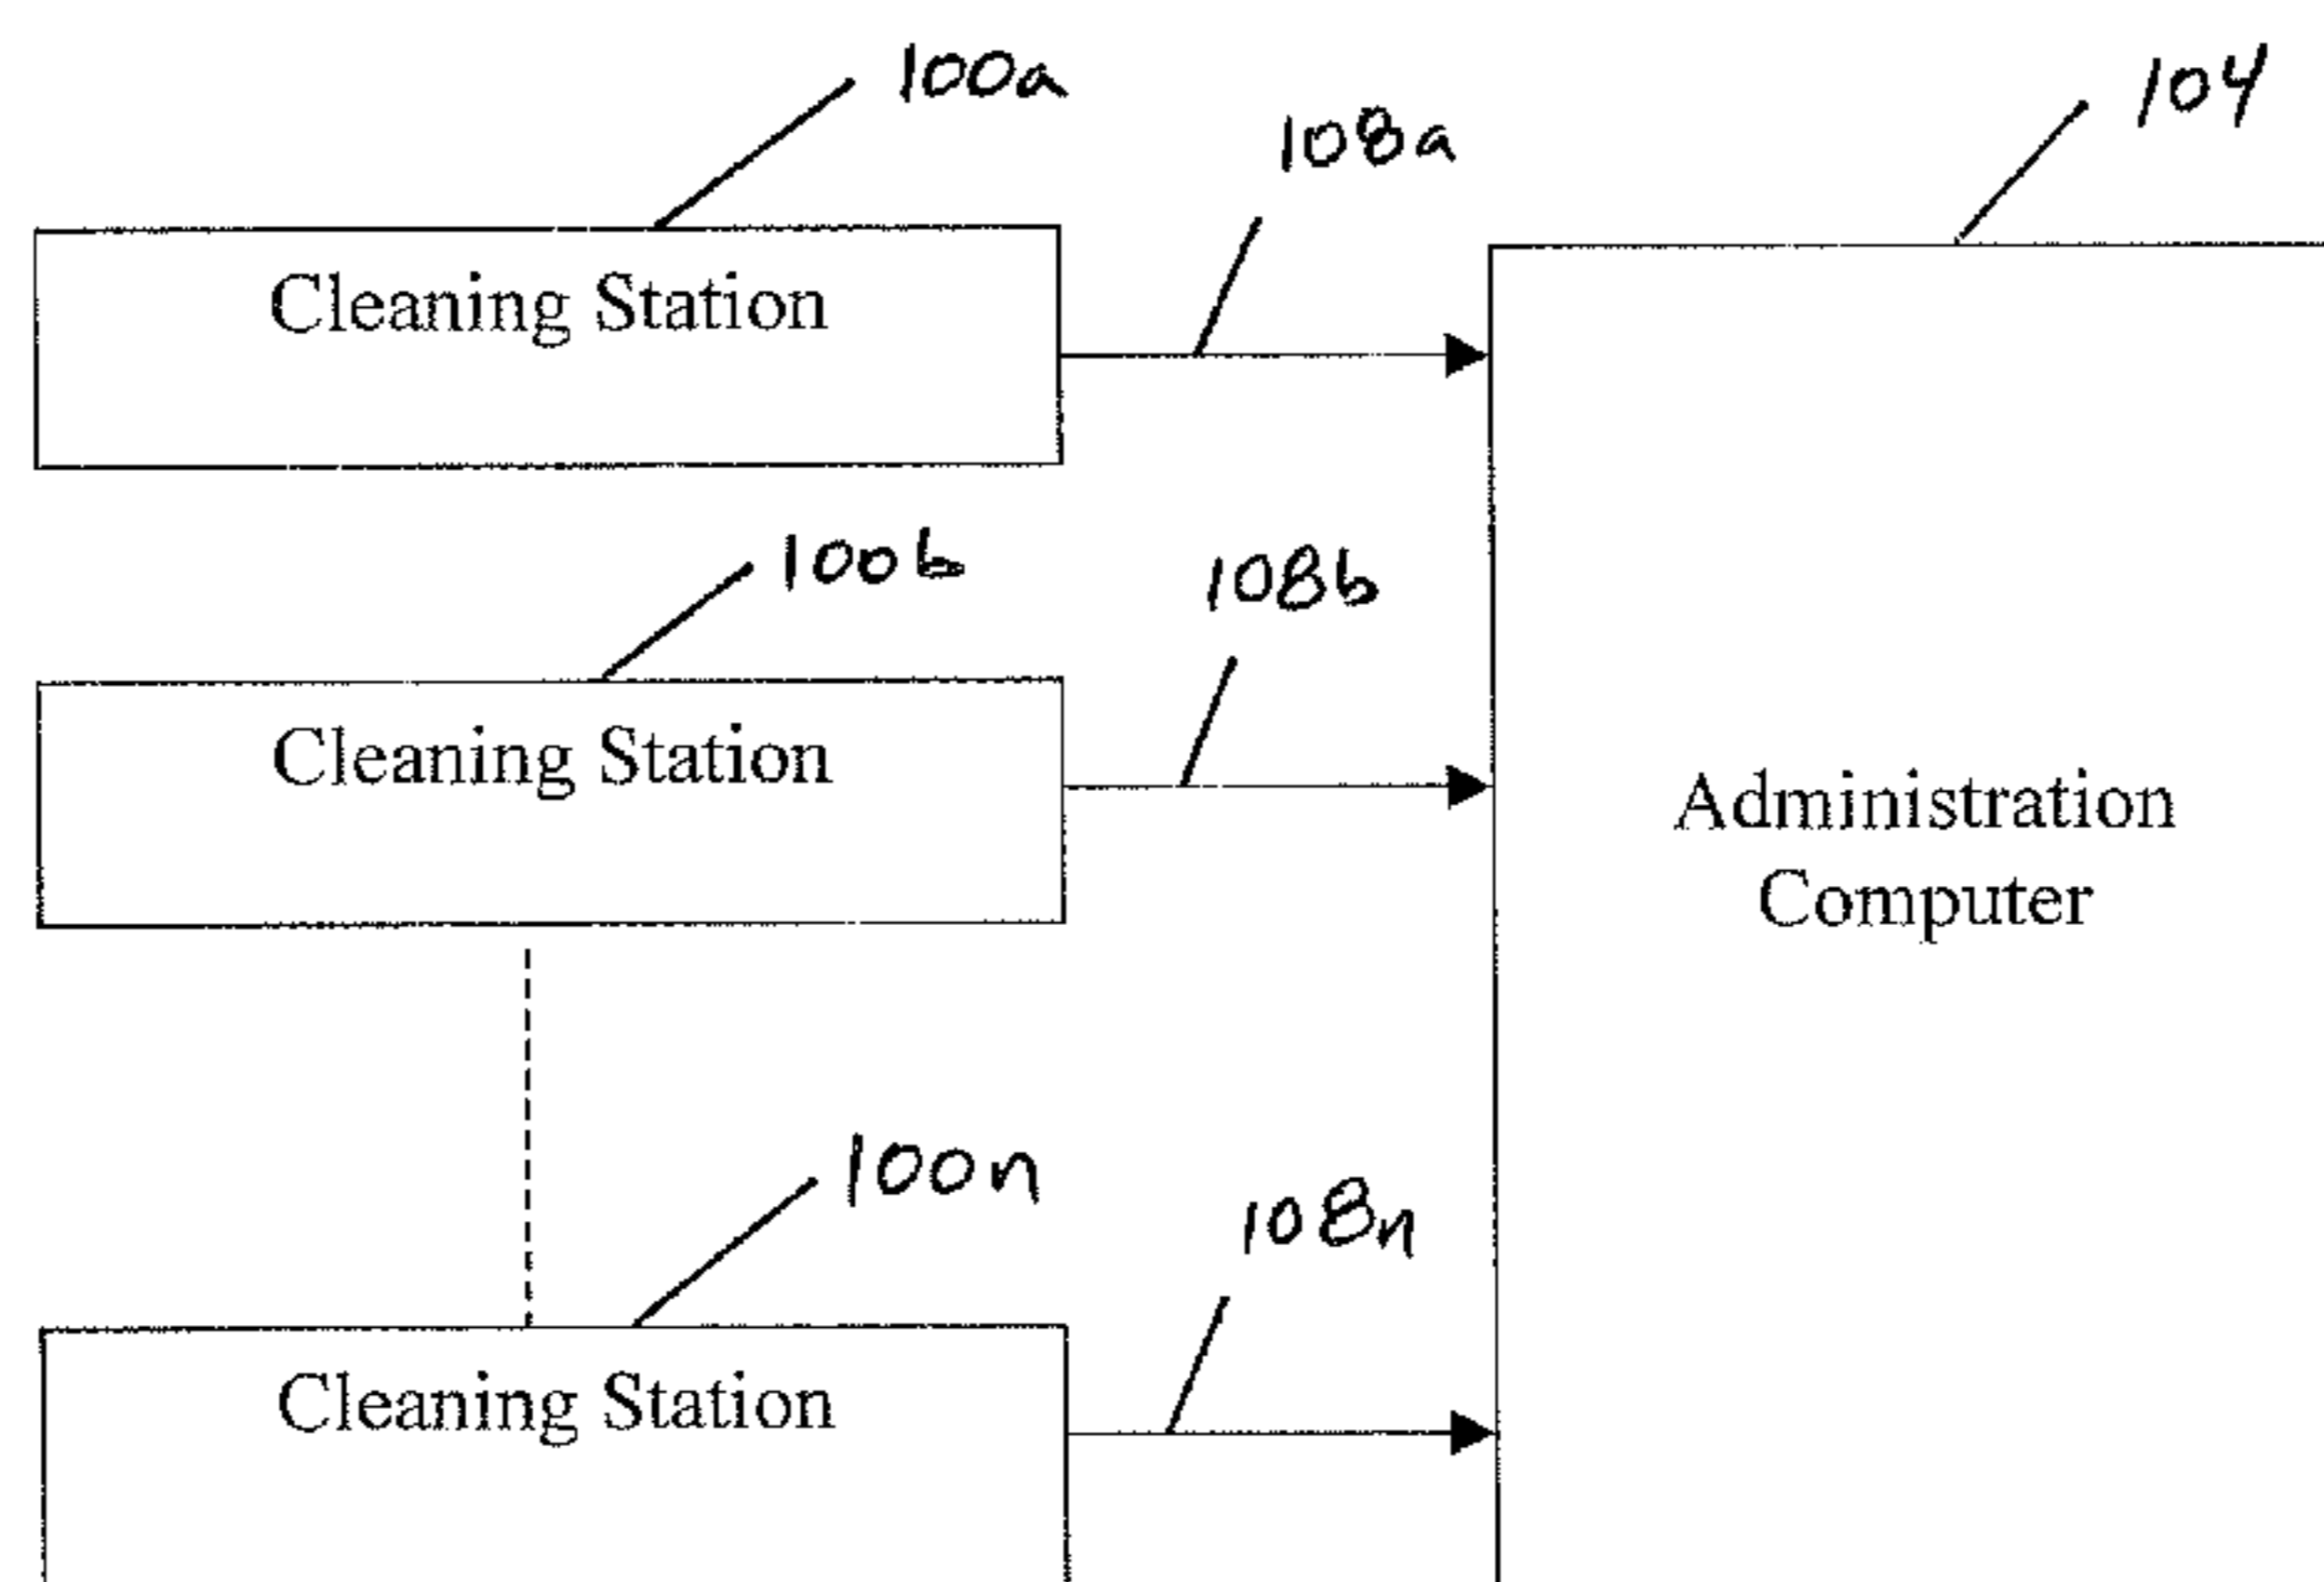 100a
104
108a
Cleaning Station
100b
108b
Cleaning Station
Administration
Computer
100n
108n
Cleaning Station